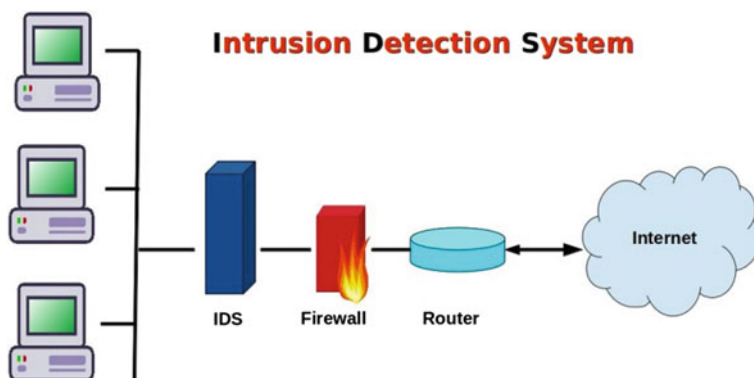 Intrusion Detection System
Internet
IDS
Firewall
Router